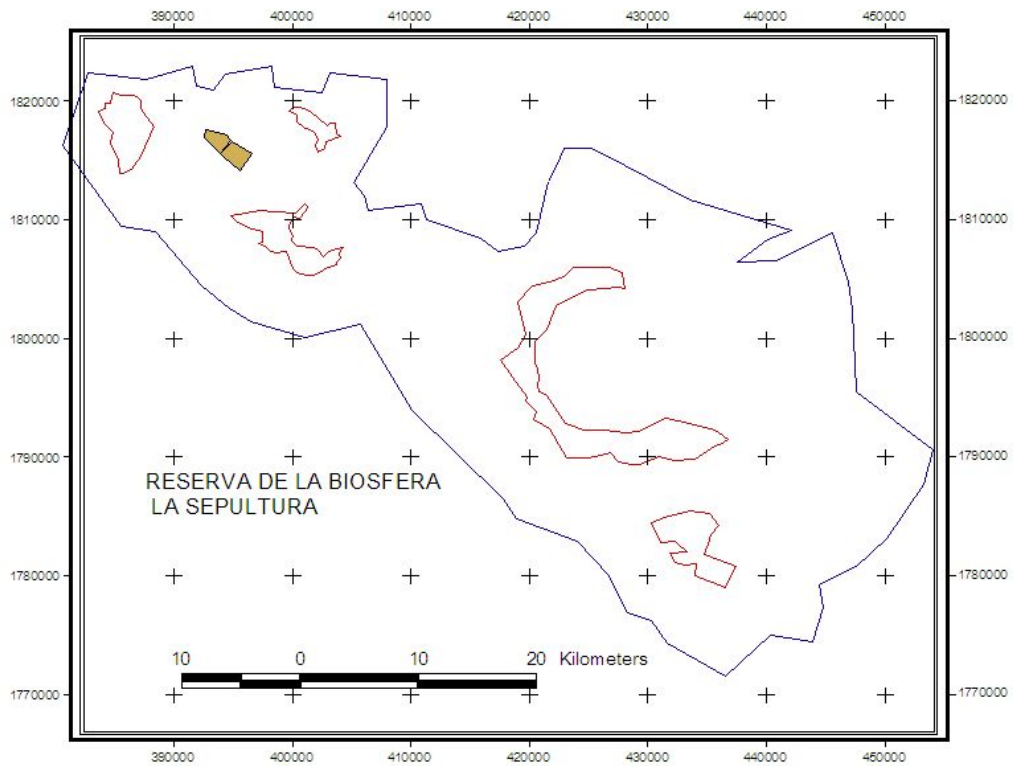 390000 400000 410000 420000 430000 440000 450000
1820000 1820000
1810000 1810000
1800000 1800000
1790000 1790000
RESERVA DE LA BIOSFERA
LA SEPULTURA
1780000 1780000
10 0 10 20 Kilometers
1770000 1770000
390000 400000 410000 420000 430000 440000 450000